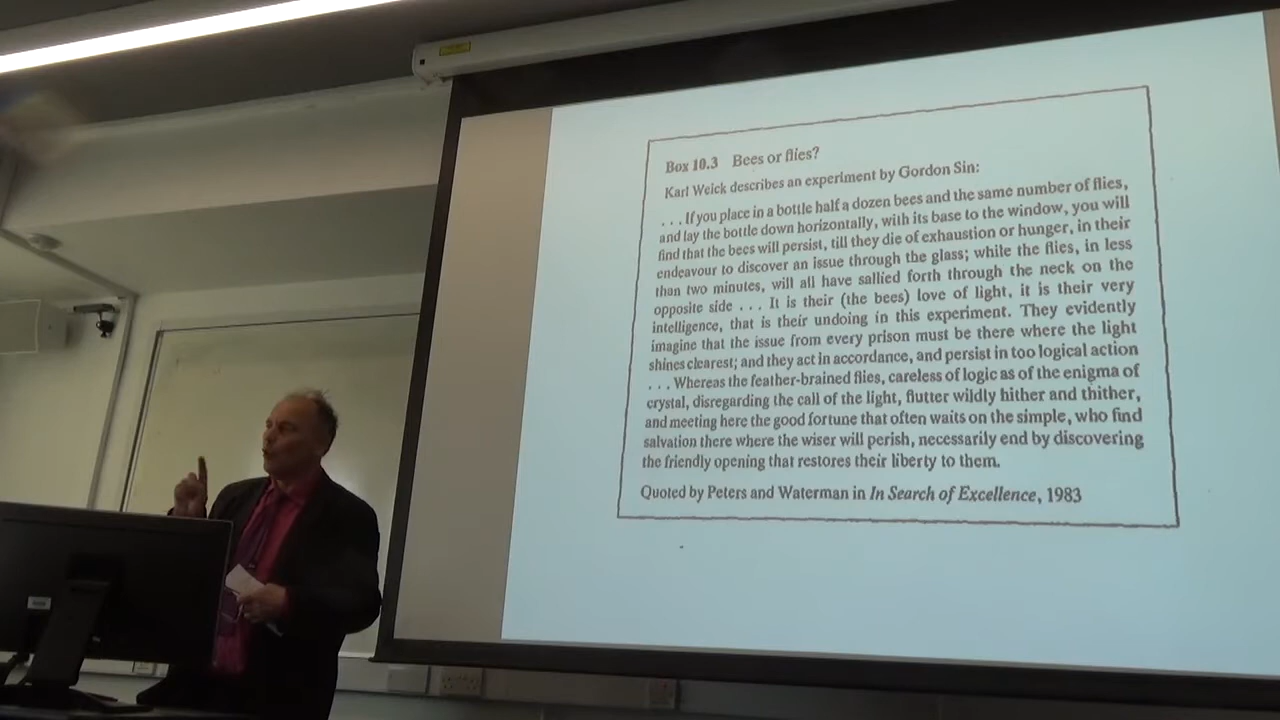 Box 10.3 Bees or flies?
Karl Weick describes an experiment by Gordon Sin:
. . . If you place in a bottle half a dozen bees and the same number of flies,
and lay the bottle down horizontally, with its base to the window, you will
find that the bees will persist, till they die of exhaustion or hunger, in their
endeavour to discover an issue through the glass; while the flies, in less
than two minutes, will all have sallied forth through the neck on the
opposite side . . . It is their (the bees) love of light, it is their very
intelligence, that is their undoing in this experiment. They evidently
imagine that the issue from every prison must be there where the light
shines clearest; and they act in accordance, and persist in too logical action
. . . Whereas the feather-brained flies, careless of logic as of the enigma of
crystal, disregarding the call of the light, flutter wildly hither and thither,
and meeting here the good fortune that often waits on the simple, who find
salvation there where the wiser will perish, necessarily end by discovering
the friendly opening that restores their liberty to them.
Quoted by Peters and Waterman in In Search of Excellence, 1983